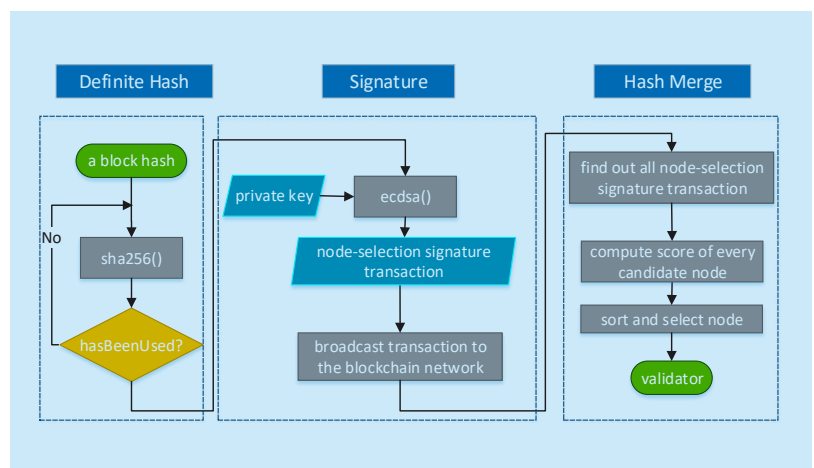 Definite Hash
Signature
Hash Merge
a block hash
No
sha256()
hasBeenUsed?
private key
ecdsa()
node-selection signature
transaction
broadcast transaction to
the blockchain network
find out all node-selection
signature transaction
compute score of every
candidate node
sort and select node
validator